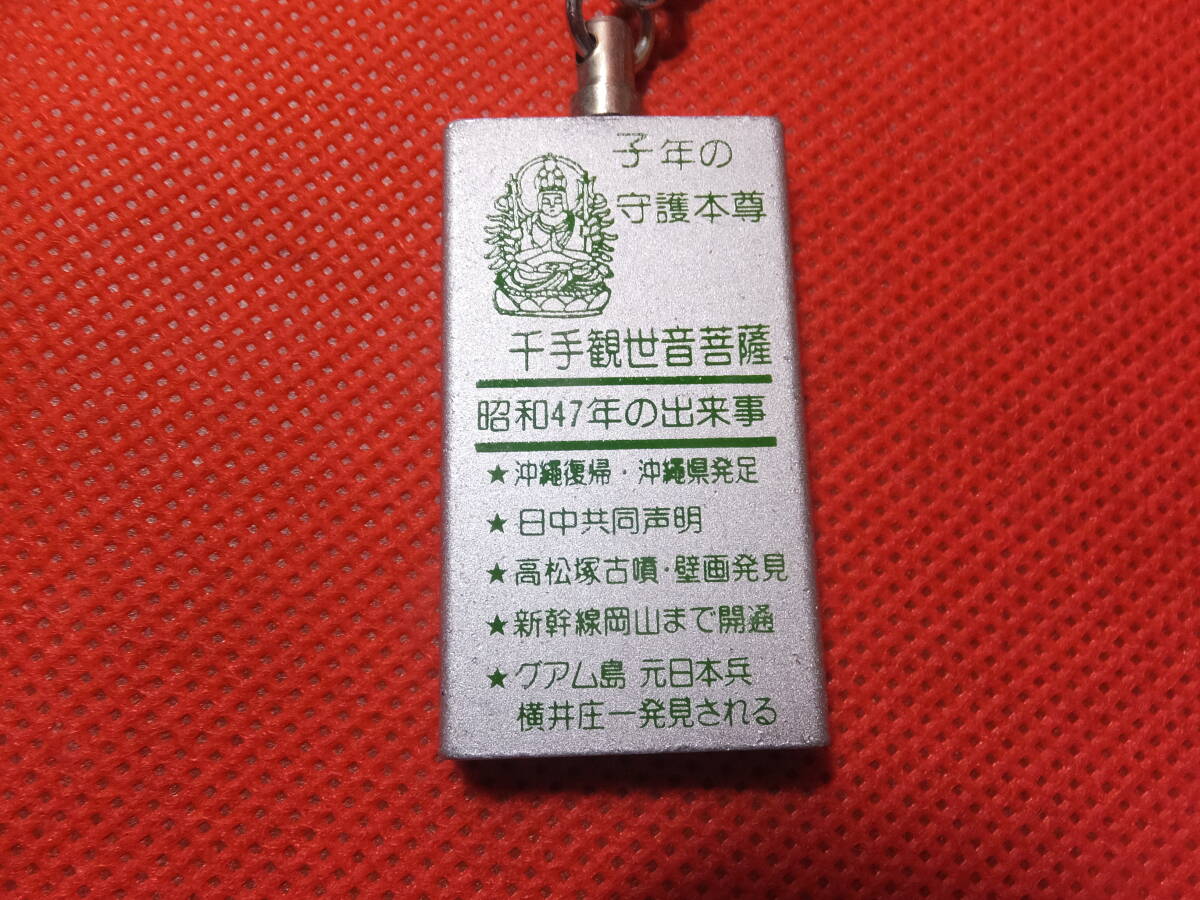 子年の
守護本尊
千手観世音菩薩
昭和47年の出来事
★沖縄復帰・沖縄県発足
★日中共同声明
★高松塚古噴・壁画発見
★新幹線岡山まで開通
★グアム島 元日本兵
横井庄一発見される